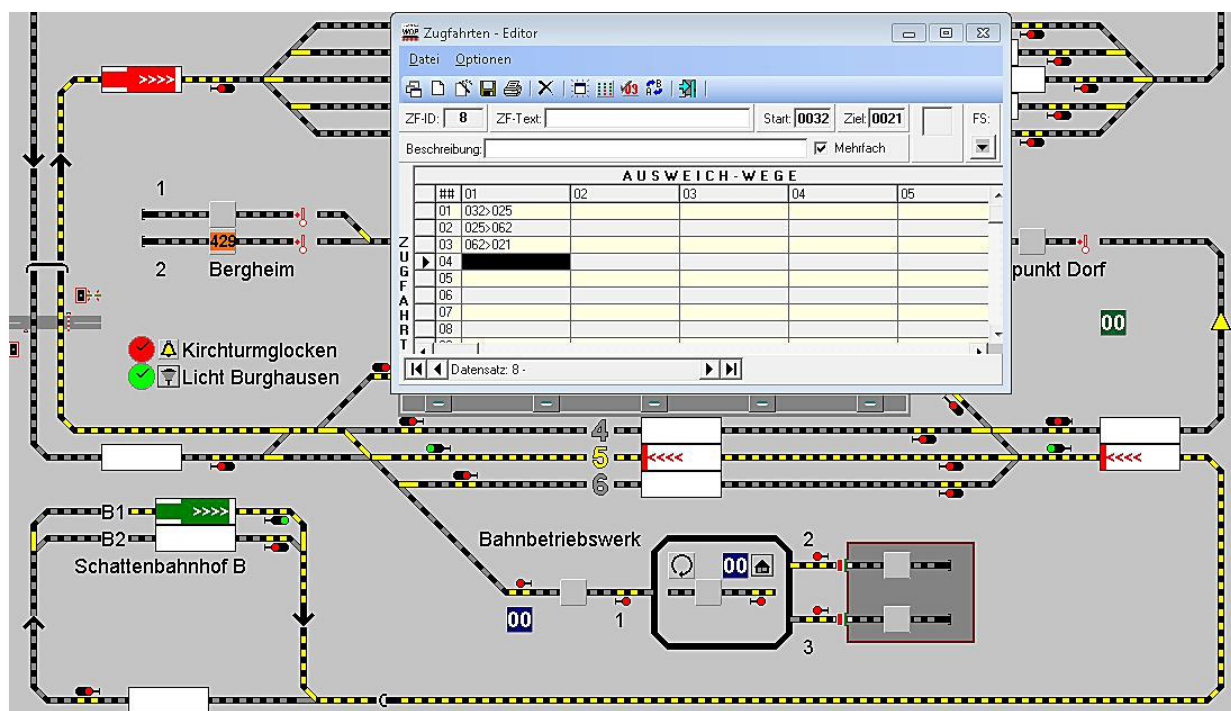 Zugfahrten - Editor
Datei Optionen
ZF-ID: 8 ZF-Text: Start: 0032 Ziel: 0021 FS:
Beschreibung: Mehrfach
AUSWEICH-WEGE
## 01 02 03 04 05
01 032>025
02 025>062
03 062>021
04
05
06
07
08
ZUGFAHRT
Datensatz: 8 -
>>>>
1
429
2 Bergheim
punkt Dorf
00
Kirchturmglocken
Licht Burghausen
4
5 <<<< <<<<
6
B1 >>>>
B2
Schattenbahnhof B
Bahnbetriebswerk
2
00
00
1
3